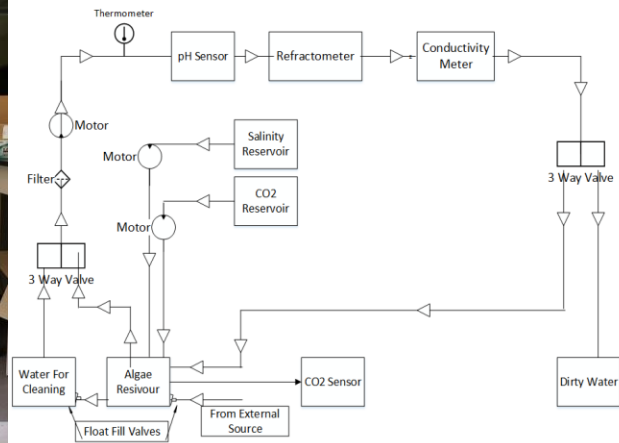 Thermometer
pH Sensor
Refractometer
Conductivity
Meter
Motor
Salinity
Reservoir
Motor
3 Way Valve
Filter
CO2
Reservoir
Motor
3 Way Valve
Water For
Cleaning
Algae
Resivour
CO2 Sensor
Dirty Water
From External
Source
Float Fill Valves